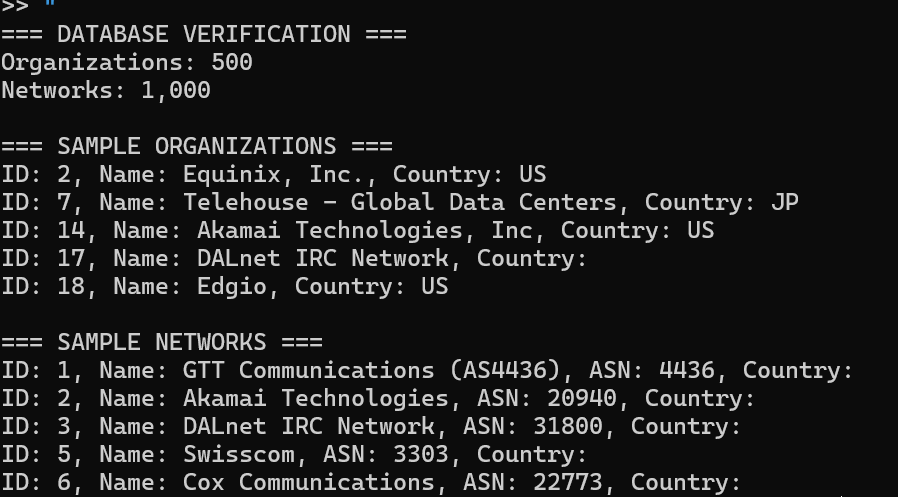 >> "
=== DATABASE VERIFICATION ===
Organizations: 500
Networks: 1,000
=== SAMPLE ORGANIZATIONS ===
ID: 2, Name: Equinix, Inc., Country: US
ID: 7, Name: Telehouse - Global Data Centers, Country: JP
ID: 14, Name: Akamai Technologies, Inc, Country: US
ID: 17, Name: DALnet IRC Network, Country:
ID: 18, Name: Edgio, Country: US
=== SAMPLE NETWORKS ===
ID: 1, Name: GTT Communications (AS4436), ASN: 4436, Country:
ID: 2, Name: Akamai Technologies, ASN: 20940, Country:
ID: 3, Name: DALnet IRC Network, ASN: 31800, Country:
ID: 5, Name: Swisscom, ASN: 3303, Country:
ID: 6, Name: Cox Communications, ASN: 22773, Country: